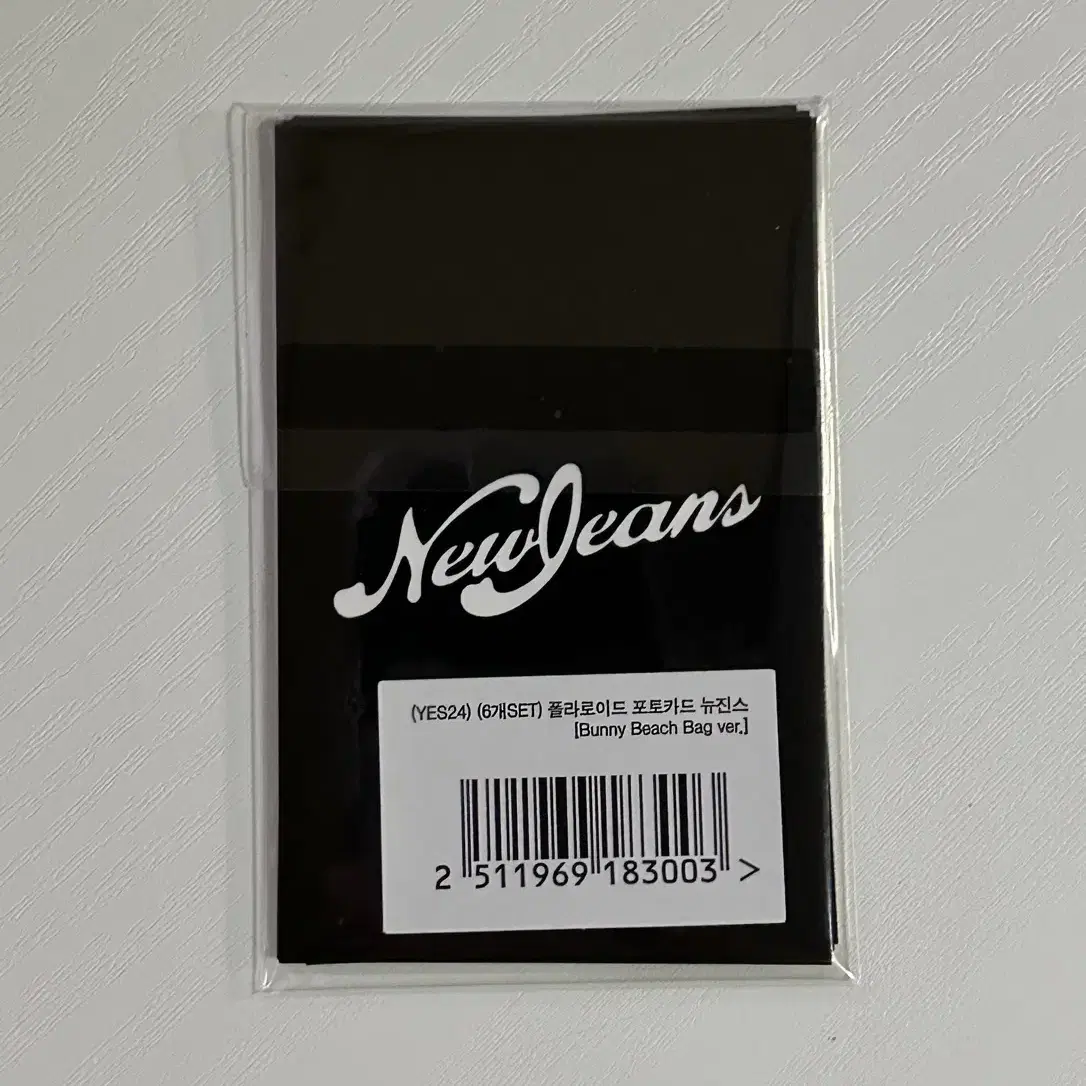 NewJeans
(YES24) (6개SET) 폴라로이드 포토카드 뉴진스
[Bunny Beach Bag ver.]
2 511969 183003 >